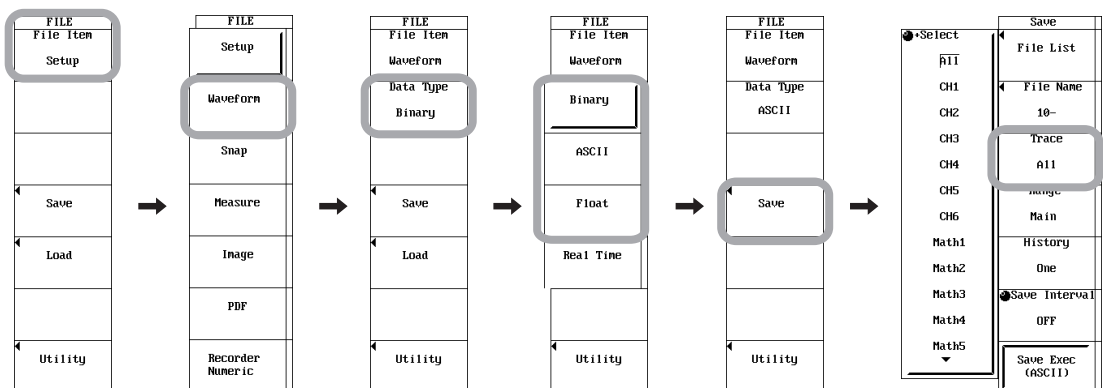 FILE
File Item
Setup
Save
Load
Utility
FILE
Setup
Waveform
Snap
Measure
Image
PDF
Recorder
Numeric
FILE
File Item
Waveform
Data Type
Binary
Save
Load
Utility
FILE
File Item
Waveform
Binary
ASCII
Float
Real Time
Utility
FILE
File Item
Waveform
Data Type
ASCII
Save
Utility
Select
All
CH1
CH2
CH3
CH4
CH5
CH6
Math1
Math2
Math3
Math4
Math5
Save
File List
File Name
10-
Trace
All
Range
Main
History
One
Save Interval
OFF
Save Exec
(ASCII)